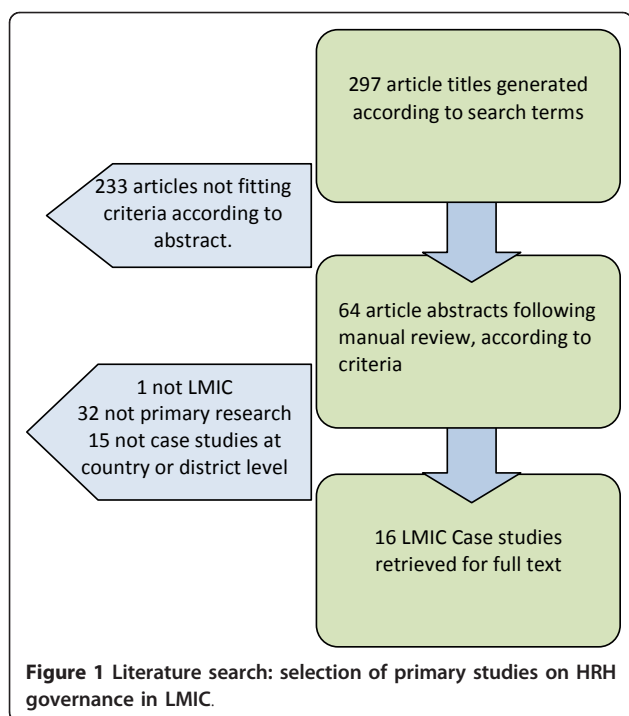 297 article titles generated
according to search terms
233 articles not fitting
criteria according to
abstract.
64 article abstracts following
manual review, according to
criteria
1 not LMIC
32 not primary research
15 not case studies at
country or district level
16 LMIC Case studies
retrieved for full text
Figure 1 Literature search: selection of primary studies on HRH
governance in LMIC.